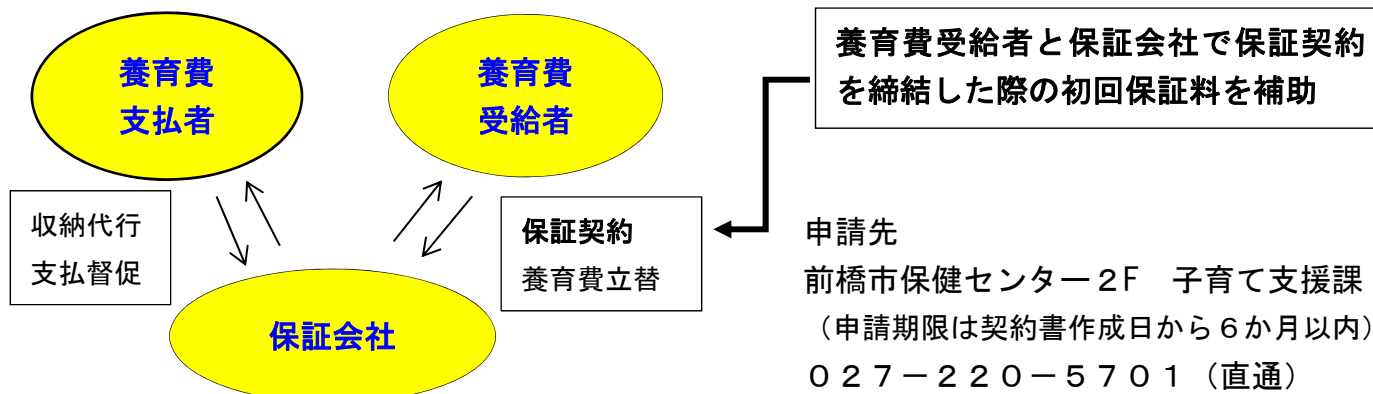 養育費
支払者
養育費
受給者
養育費受給者と保証会社で保証契約
を締結した際の初回保証料を補助
収納代行
支払督促
保証契約
養育費立替
保証会社
申請先
前橋市保健センター２F　子育て支援課
（申請期限は契約書作成日から６か月以内）
０２７－２２０－５７０１（直通）